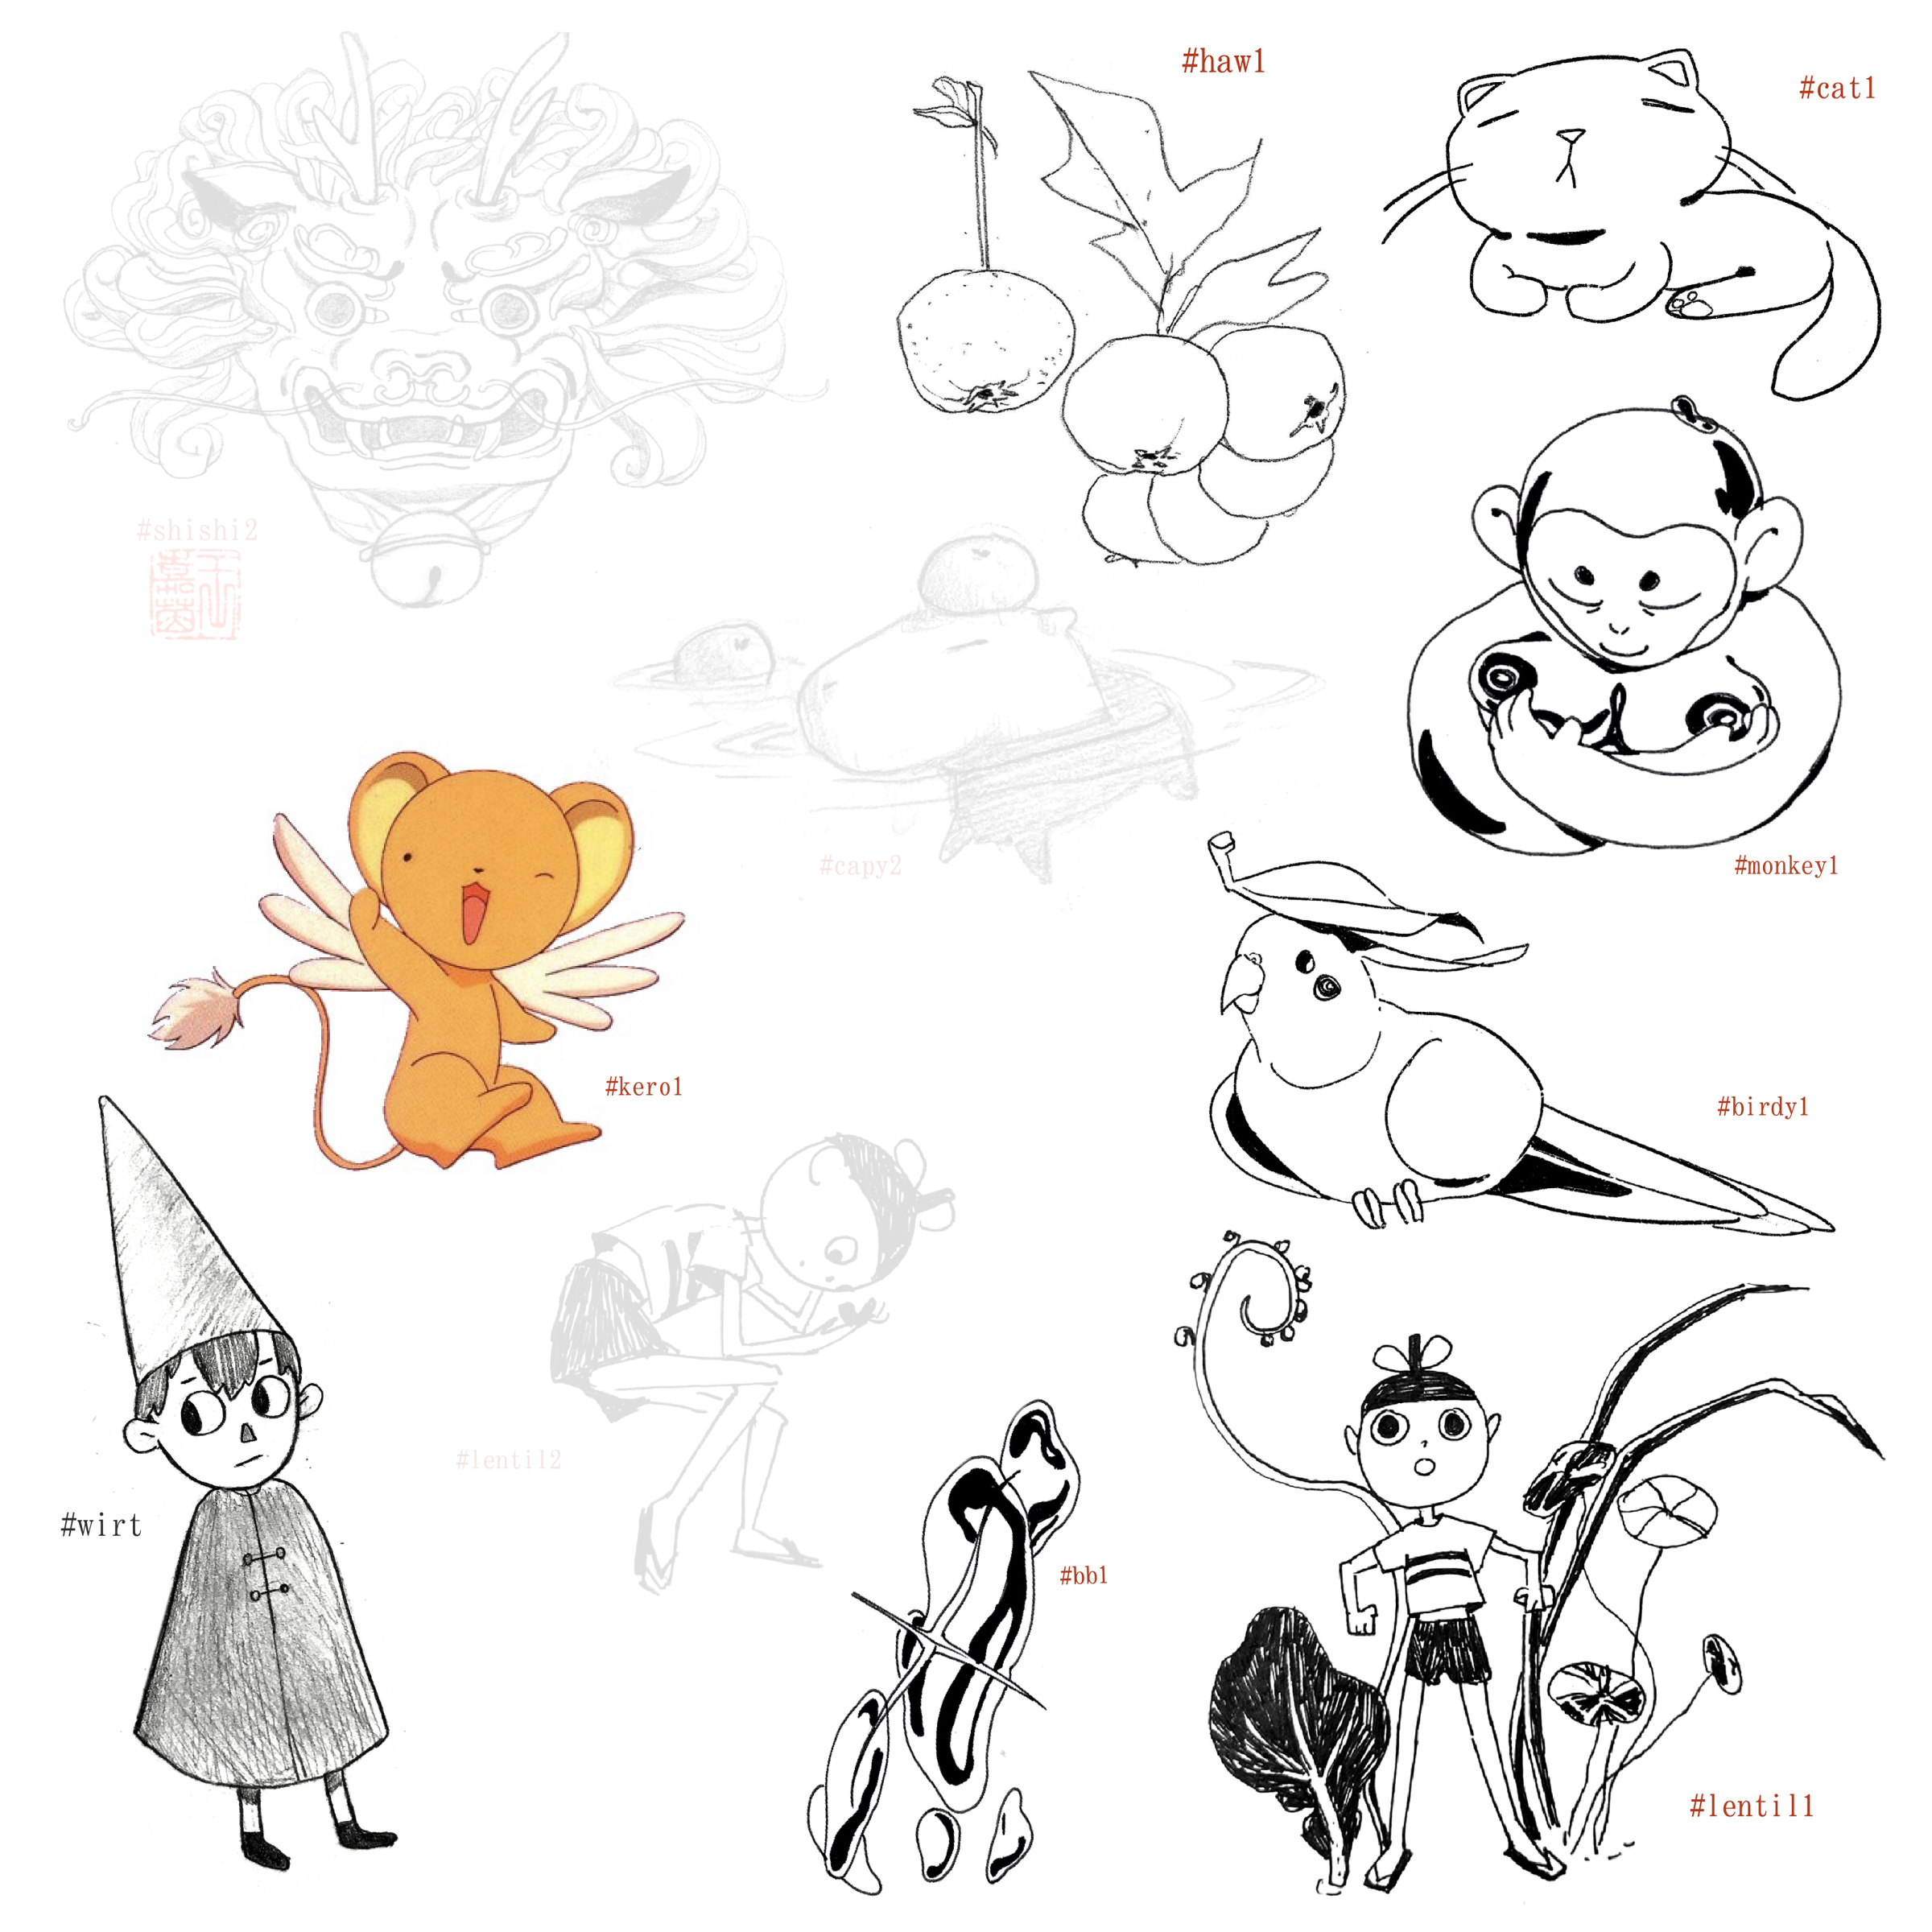 #haw1
#cat1
#shishi2
#capy2
#monkey1
#kero1
#birdy1
#lentil2
#wirt
#bb1
#lentil1